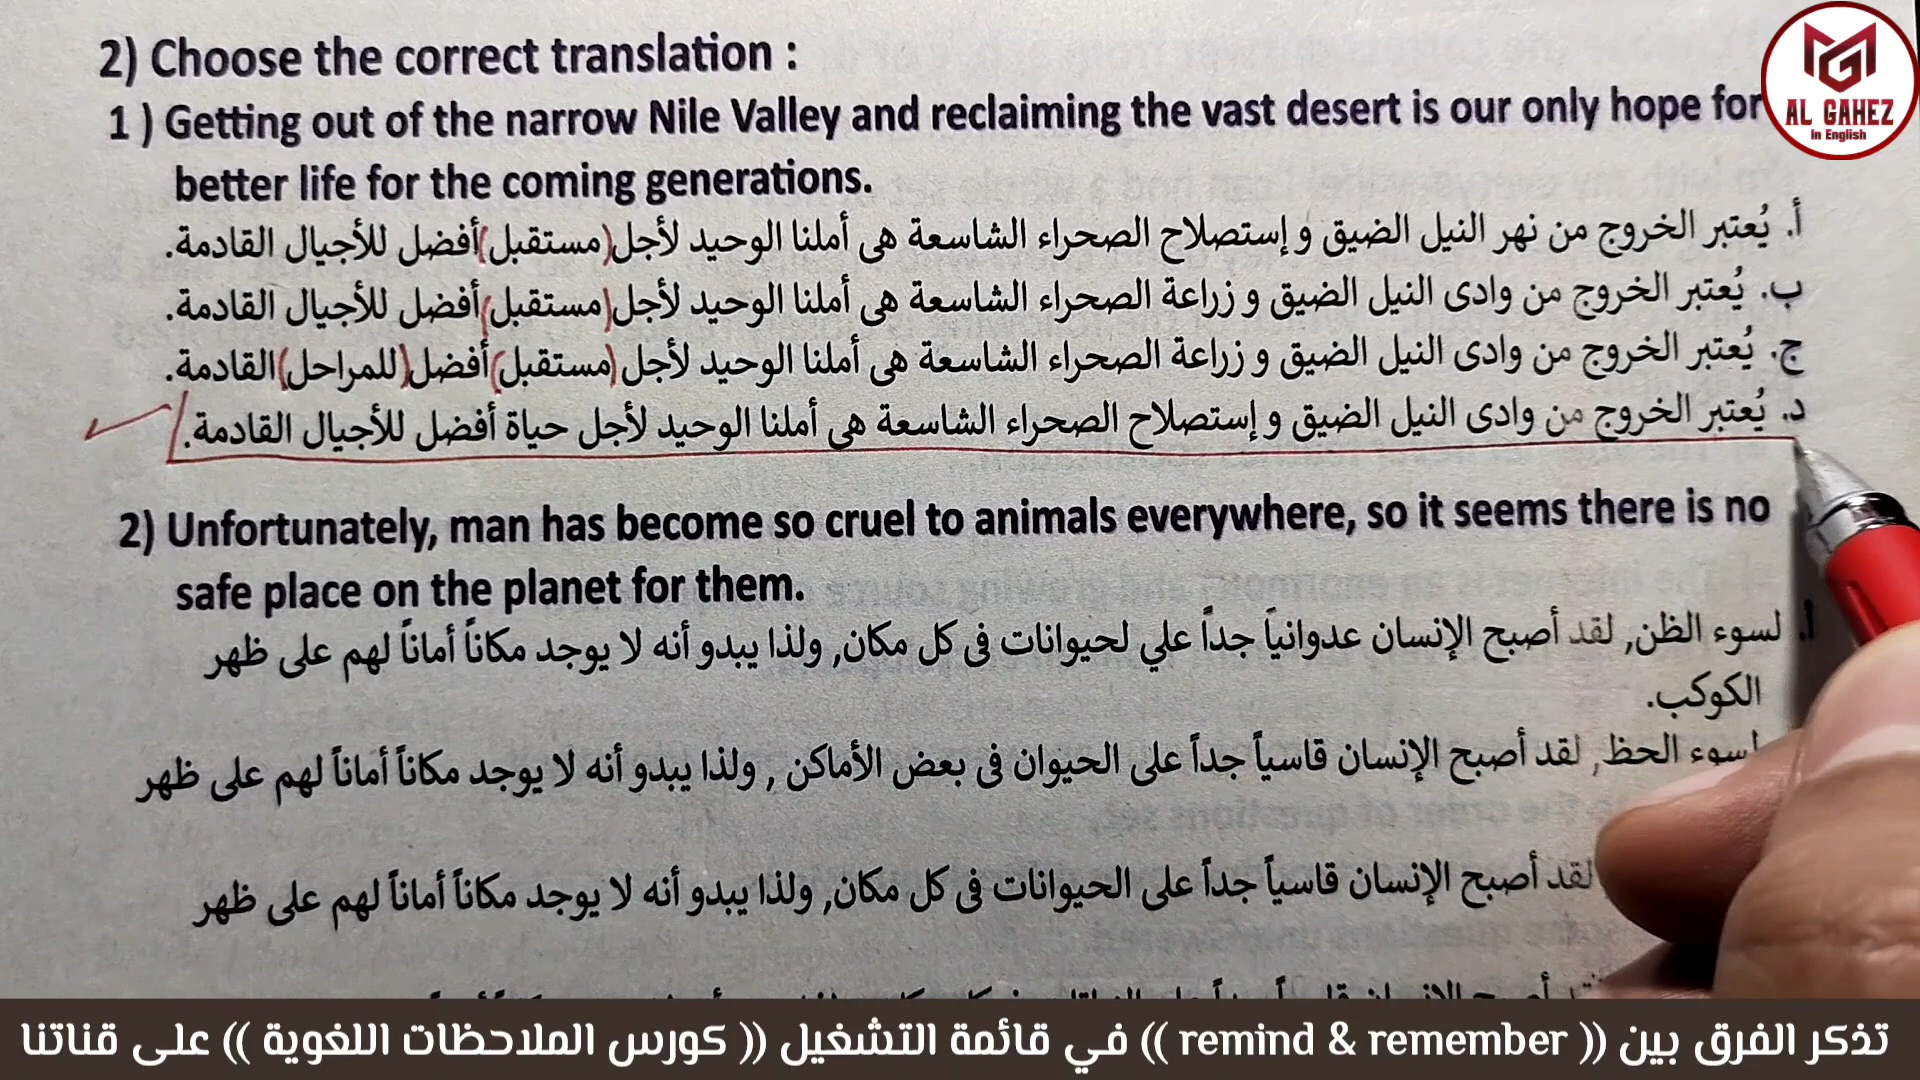 2) Choose the correct translation :
1 ) Getting out of the narrow Nile Valley and reclaiming the vast desert is our only hope for
better life for the coming generations.
أ. يُعتبر الخروج من نهر النيل الضيق و إستصلاح الصحراء الشاسعة هى أملنا الوحيد لأجل (مستقبل) أفضل للأجيال القادمة.
ب. يُعتبر الخروج من وادى النيل الضيق و زراعة الصحراء الشاسعة هى أملنا الوحيد لأجل (مستقبل) أفضل للأجيال القادمة.
ج. يُعتبر الخروج من وادى النيل الضيق و زراعة الصحراء الشاسعة هى أملنا الوحيد لأجل (مستقبل) أفضل (للمراحل) القادمة.
د. يُعتبر الخروج من وادى النيل الضيق و إستصلاح الصحراء الشاسعة هى أملنا الوحيد لأجل حياة أفضل للأجيال القادمة.
2) Unfortunately, man has become so cruel to animals everywhere, so it seems there is no
safe place on the planet for them.
أ. لسوء الظن, لقد أصبح الإنسان عدوانياً جداً علي لحيوانات فى كل مكان, ولذا يبدو أنه لا يوجد مكاناً أماناً لهم على ظهر
الكوكب.
لسوء الحظ, لقد أصبح الإنسان قاسياً جداً على الحيوان فى بعض الأماكن , ولذا يبدو أنه لا يوجد مكاناً أماناً لهم على ظهر
لقد أصبح الإنسان قاسياً جداً على الحيوانات فى كل مكان, ولذا يبدو أنه لا يوجد مكاناً أماناً لهم على ظهر
AL GAHEZ
in English
تذكر الفرق بين (( remind & remember )) في قائمة التشغيل (( كورس الملاحظات اللغوية )) على قناتنا